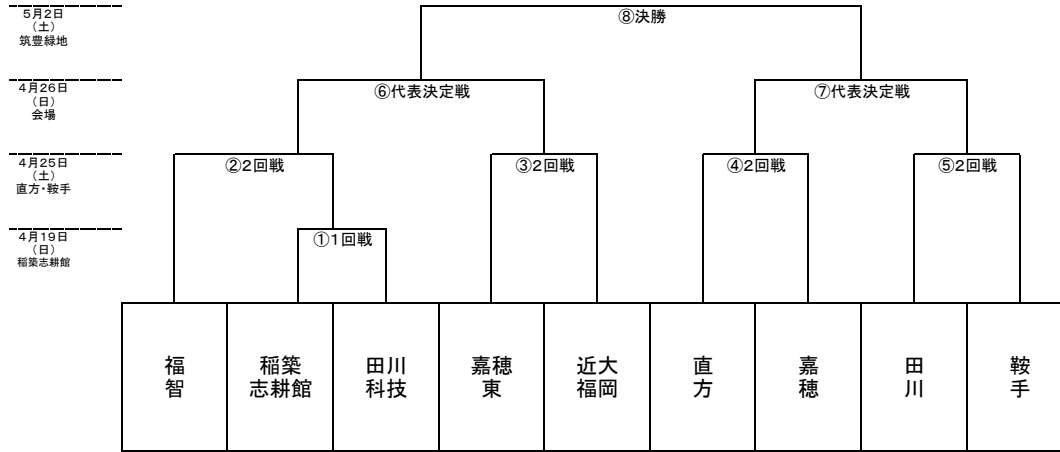 5月2日
（土）
筑豊緑地
⑧決勝
4月26日
（日）
会場
⑥代表決定戦
⑦代表決定戦
4月25日
（土）
直方・鞍手
②2回戦
③2回戦
④2回戦
⑤2回戦
4月19日
（日）
稲築志耕館
①1回戦
福智
稲築
志耕館
田川
科技
嘉穂
東
近大
福岡
直方
嘉穂
田川
鞍手